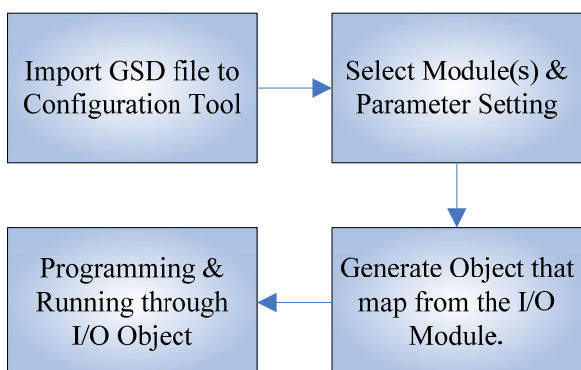 Import GSD file to
Configuration Tool
Select Module(s) &
Parameter Setting
Generate Object that
map from the I/O
Module.
Programming &
Running through
I/O Object